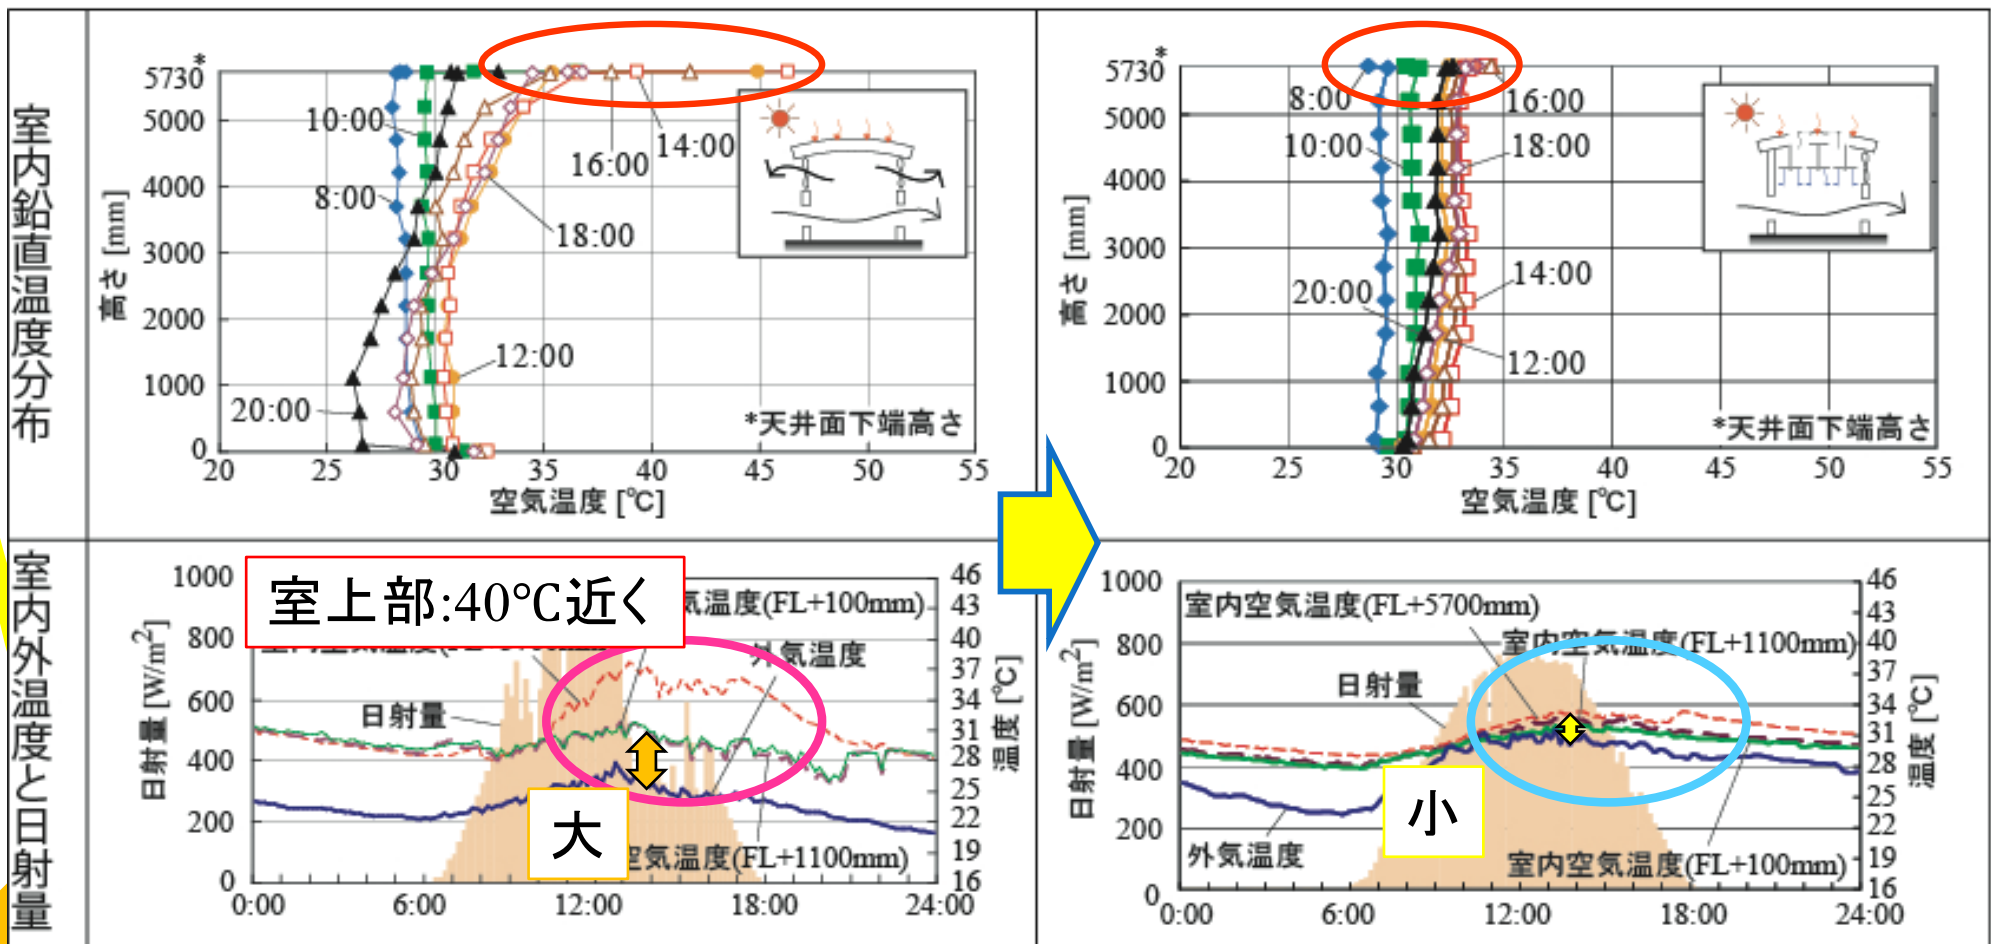 室内鉛直温度分布
*
5730
5000
4000
3000
2000
1000
0
高さ [mm]
10:00
8:00
20:00
16:00
14:00
18:00
12:00
*天井面下端高さ
20 25 30 35 40 45 50 55
空気温度 [℃]
*
5730
5000
4000
3000
2000
1000
0
高さ [mm]
8:00
10:00
20:00
16:00
18:00
14:00
12:00
*天井面下端高さ
20 25 30 35 40 45 50 55
空気温度 [℃]
室内外温度と日射量
1000
800
600
400
200
0
日射量 [W/m²]
室上部:40℃近く
気温度(FL+100mm)
外気温度
日射量
大
空気温度(FL+1100mm)
46
43
40
37
34
31
28
25
22
19
16
温度 [℃]
0:00 6:00 12:00 18:00 24:00
1000
800
600
400
200
0
日射量 [W/m²]
室内空気温度(FL+5700mm)
室内空気温度(FL+1100mm)
日射量
小
外気温度
室内空気温度(FL+100mm)
46
43
40
37
34
31
28
25
22
19
16
温度 [℃]
0:00 6:00 12:00 18:00 24:00